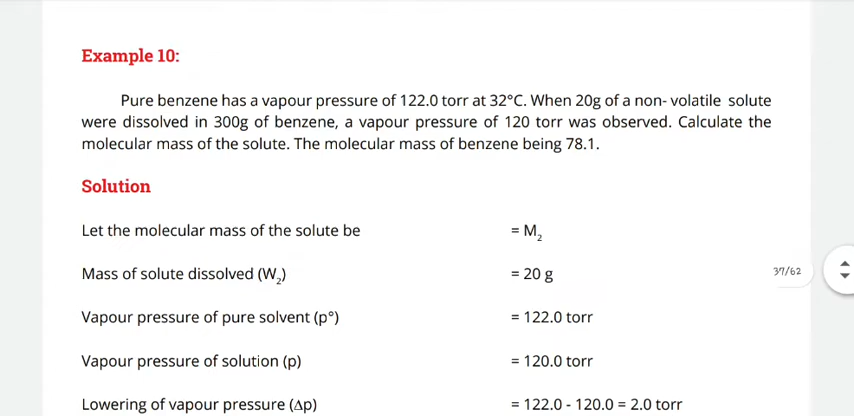 Example 10:
Pure benzene has a vapour pressure of 122.0 torr at 32°C. When 20g of a non- volatile solute
were dissolved in 300g of benzene, a vapour pressure of 120 torr was observed. Calculate the
molecular mass of the solute. The molecular mass of benzene being 78.1.
Solution
Let the molecular mass of the solute be = M₂
Mass of solute dissolved (W₂) = 20 g
37/62
Vapour pressure of pure solvent (p°) = 122.0 torr
Vapour pressure of solution (p) = 120.0 torr
Lowering of vapour pressure (Δp) = 122.0 - 120.0 = 2.0 torr